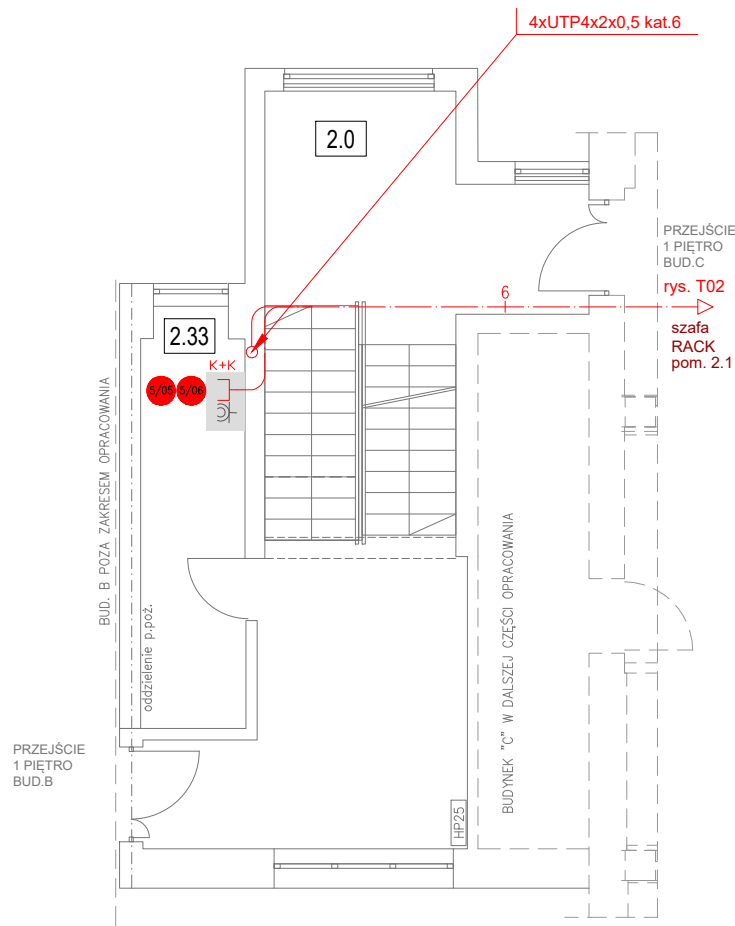 4xUTP4x2x0,5 kat.6
2.0
PRZEJŚCIE
1 PIĘTRO
BUD.C
rys. T02
6
szafa
RACK
pom. 2.1
2.33
K+K
5/05
5/06
BUD. B POZA ZAKRESEM OPRACOWANIA
oddzielenie p.poż.
BUDYNEK "C" W DALSZEJ CZĘŚCI OPRACOWANIA
PRZEJŚCIE
1 PIĘTRO
BUD.B
HP25